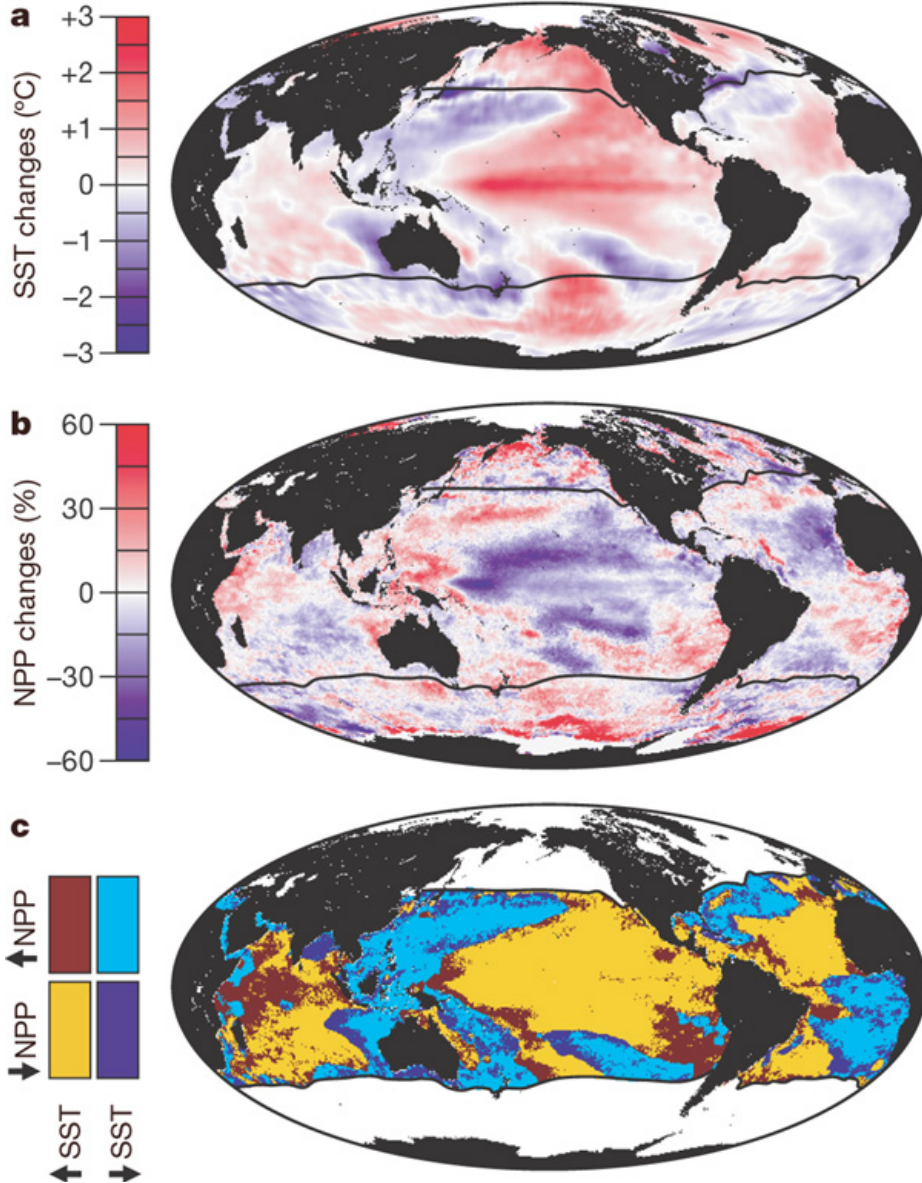 a
+3
+2
+1
0
−1
−2
−3
SST changes (°C)
b
60
30
0
−30
−60
NPP changes (%)
c
NPP
NPP
SST
SST